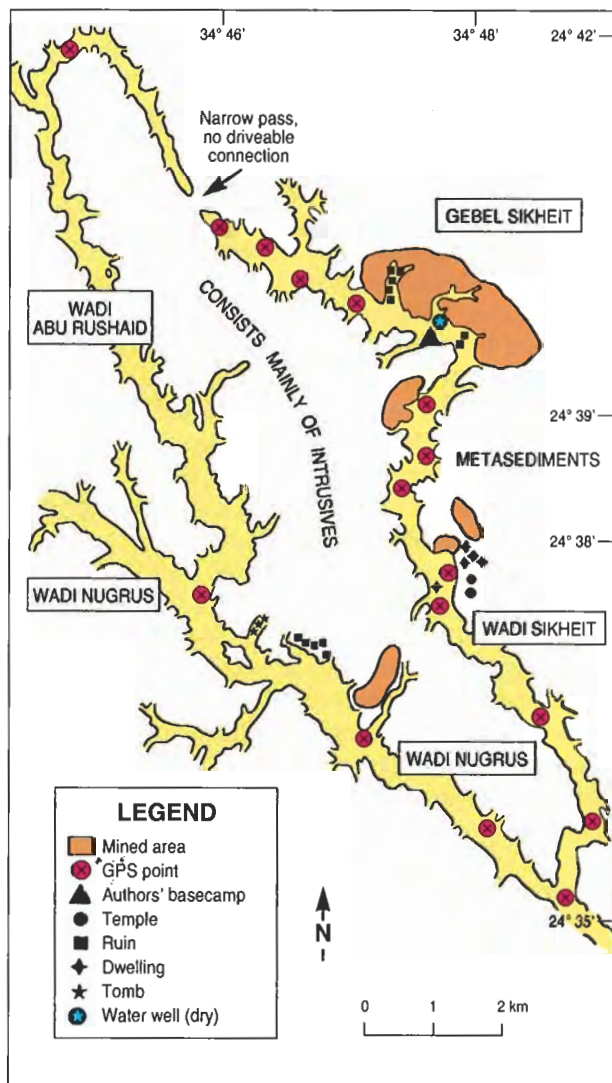 34° 46'
34° 48'
24° 42'
Narrow pass,
no driveable
connection
GEBEL SIKHEIT
WADI
ABU RUSHAID
CONSISTS MAINLY OF INTRUSIVES
24° 39'
METASEDIMENTS
24° 38'
WADI NUGRUS
WADI SIKHEIT
WADI NUGRUS
LEGEND
Mined area
GPS point
Authors' basecamp
Temple
Ruin
Dwelling
Tomb
Water well (dry)
N
24° 35'
0 1 2 km